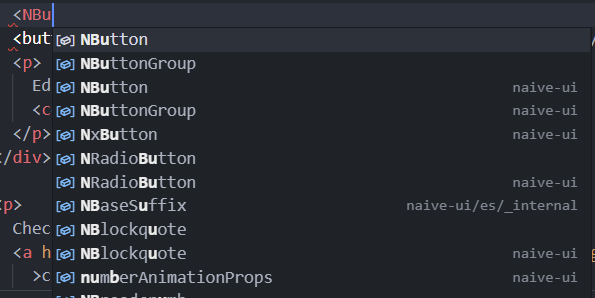 <NBu
NButton
<but
NButtonGroup
<p>
NButton naive-ui
Ed
NButtonGroup naive-ui
<c
NxButton naive-ui
</p>
NRadioButton
</div>
NRadioButton naive-ui
NBaseSuffix naive-ui/es/_internal
<p>
NBlockquote
Chec
NBlockquote naive-ui
<a h
numberAnimationProps naive-ui
>c